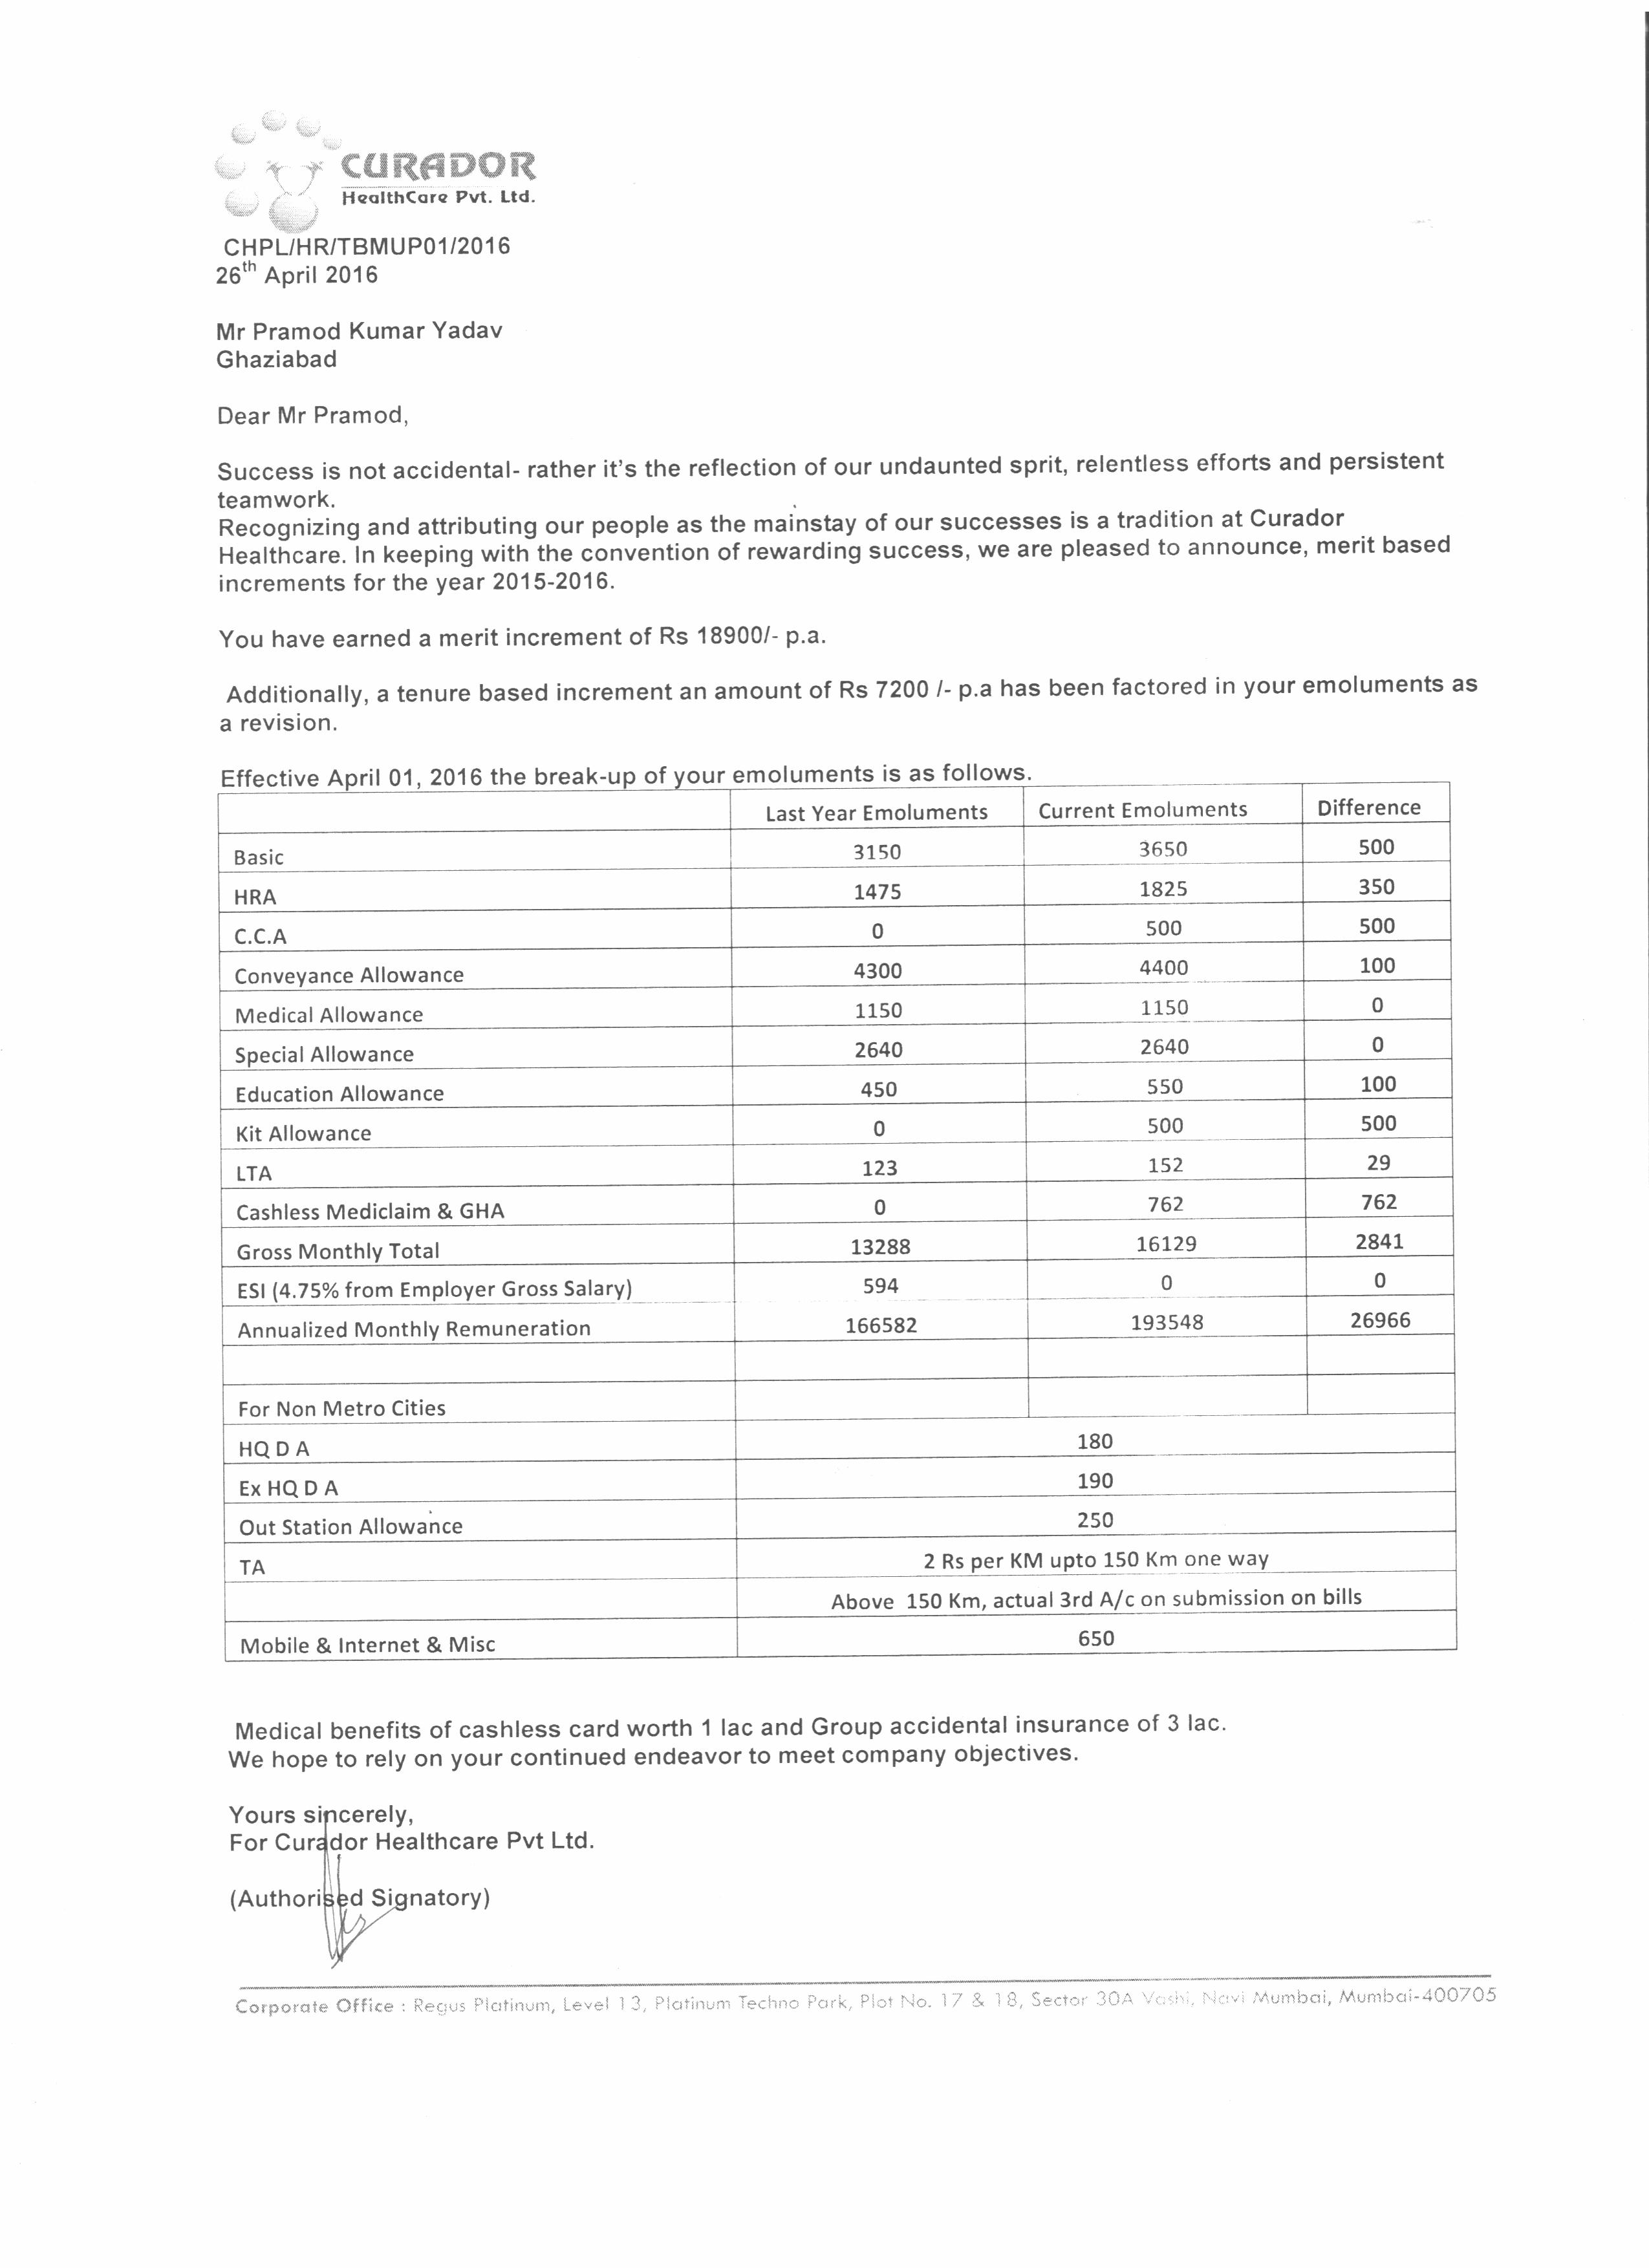 CURADOR
HealthCare Pvt. Ltd.
CHPL/HR/TBMUP01/2016
26th April 2016
Mr Pramod Kumar Yadav
Ghaziabad
Dear Mr Pramod,
Success is not accidental- rather it's the reflection of our undaunted sprit, relentless efforts and persistent
teamwork.
Recognizing and attributing our people as the mainstay of our successes is a tradition at Curador
Healthcare. In keeping with the convention of rewarding success, we are pleased to announce, merit based
increments for the year 2015-2016.
You have earned a merit increment of Rs 18900/- p.a.
Additionally, a tenure based increment an amount of Rs 7200 /- p.a has been factored in your emoluments as
a revision.
Effective April 01, 2016 the break-up of your emoluments is as follows.
Last Year Emoluments Current Emoluments Difference
Basic 3150 3650 500
HRA 1475 1825 350
C.C.A 0 500 500
Conveyance Allowance 4300 4400 100
Medical Allowance 1150 1150 0
Special Allowance 2640 2640 0
Education Allowance 450 550 100
Kit Allowance 0 500 500
LTA 123 152 29
Cashless Mediclaim & GHA 0 762 762
Gross Monthly Total 13288 16129 2841
ESI (4.75% from Employer Gross Salary) 594 0 0
Annualized Monthly Remuneration 166582 193548 26966
For Non Metro Cities
HQ D A 180
Ex HQ D A 190
Out Station Allowance 250
TA 2 Rs per KM upto 150 Km one way
Above 150 Km, actual 3rd A/c on submission on bills
Mobile & Internet & Misc 650
Medical benefits of cashless card worth 1 lac and Group accidental insurance of 3 lac.
We hope to rely on your continued endeavor to meet company objectives.
Yours sincerely,
For Curador Healthcare Pvt Ltd.
(Authorised Signatory)
Corporate Office : Regus Platinum, Level 13, Platinum Techno Park, Plot No. 17 & 18, Sector 30A Vashi, Navi Mumbai, Mumbai-400705